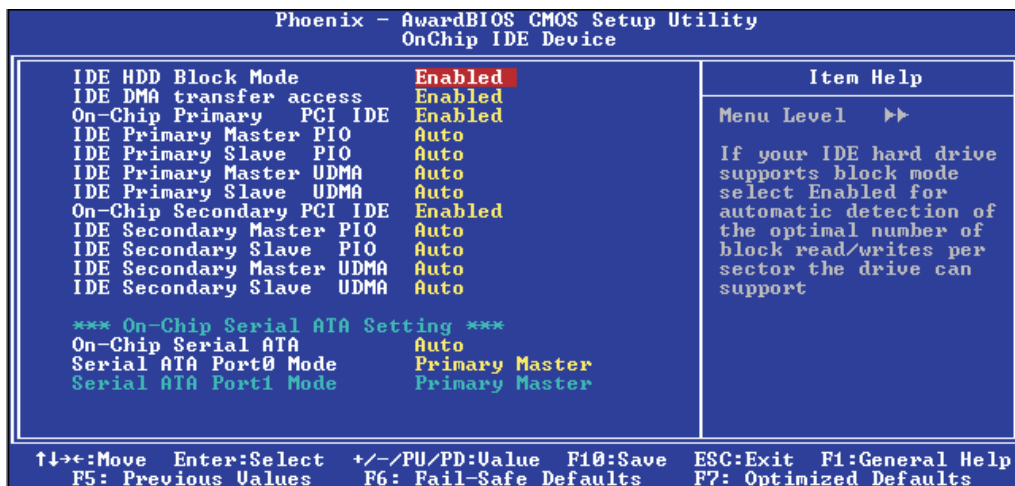 Phoenix - AwardBIOS CMOS Setup Utility
OnChip IDE Device
IDE HDD Block Mode Enabled
IDE DMA transfer access Enabled
On-Chip Primary PCI IDE Enabled
IDE Primary Master PIO Auto
IDE Primary Slave PIO Auto
IDE Primary Master UDMA Auto
IDE Primary Slave UDMA Auto
On-Chip Secondary PCI IDE Enabled
IDE Secondary Master PIO Auto
IDE Secondary Slave PIO Auto
IDE Secondary Master UDMA Auto
IDE Secondary Slave UDMA Auto
*** On-Chip Serial ATA Setting ***
On-Chip Serial ATA Auto
Serial ATA Port0 Mode Primary Master
Serial ATA Port1 Mode Primary Master
Item Help
Menu Level ▶▶
If your IDE hard drive
supports block mode
select Enabled for
automatic detection of
the optimal number of
block read/writes per
sector the drive can
support
↑↓→←:Move Enter:Select +/-/PU/PD:Value F10:Save ESC:Exit F1:General Help
F5: Previous Values F6: Fail-Safe Defaults F7: Optimized Defaults